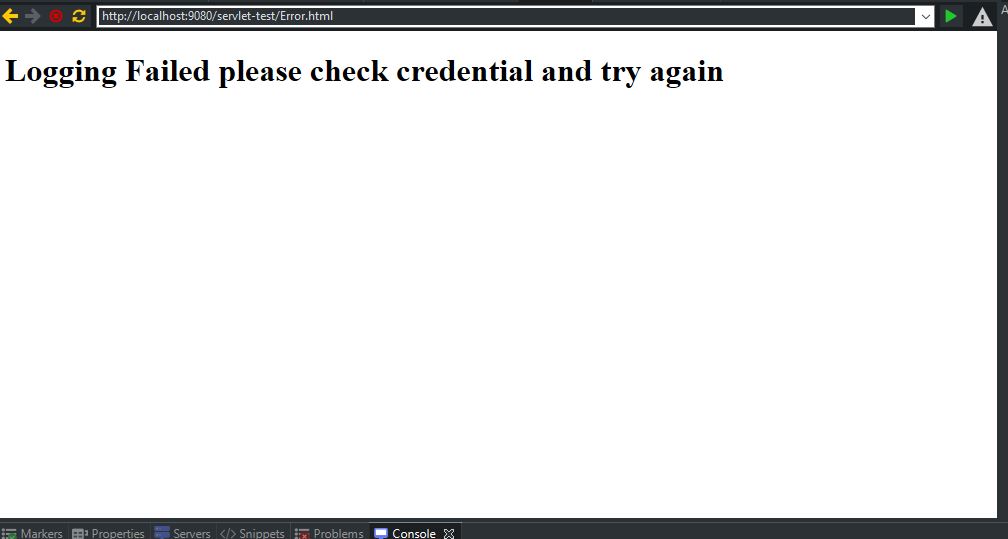 http://localhost:9080/servlet-test/Error.html
Logging Failed please check credential and try again
Markers Properties Servers Snippets Problems Console